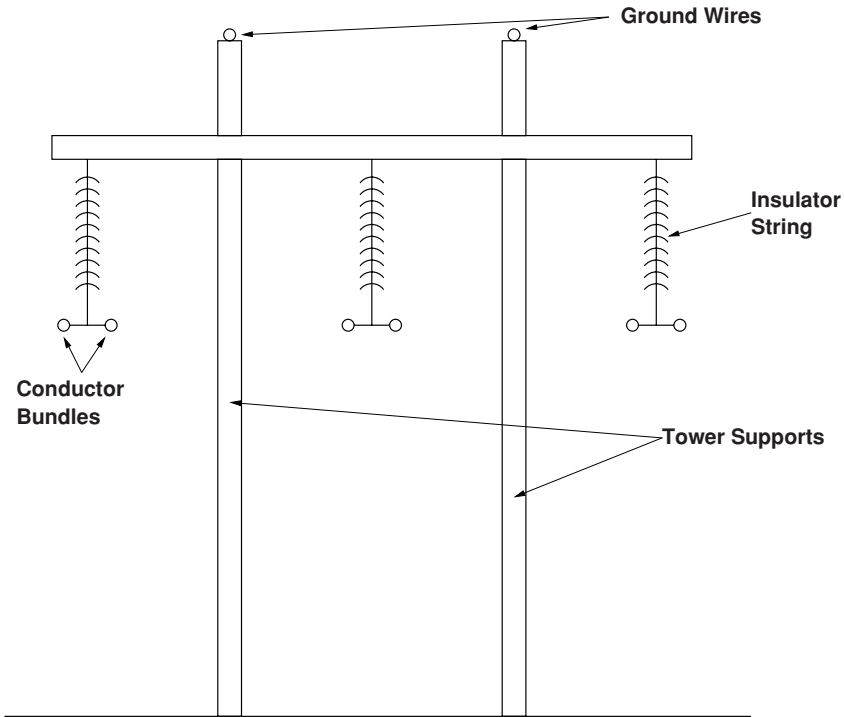 Ground Wires
Insulator
String
Conductor
Bundles
Tower Supports